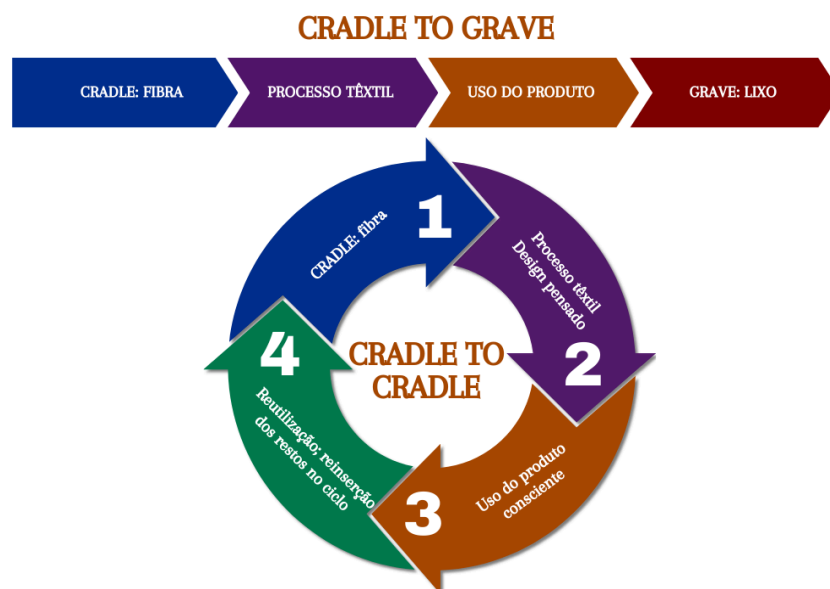 CRADLE TO GRAVE
CRADLE: FIBRA
PROCESSO TÊXTIL
USO DO PRODUTO
GRAVE: LIXO
1
CRADLE: fibra
Processo têxtil
Design pensado
2
CRADLE TO
CRADLE
Uso do produto
consciente
3
4
Reutilização; reinserção
dos restos no ciclo